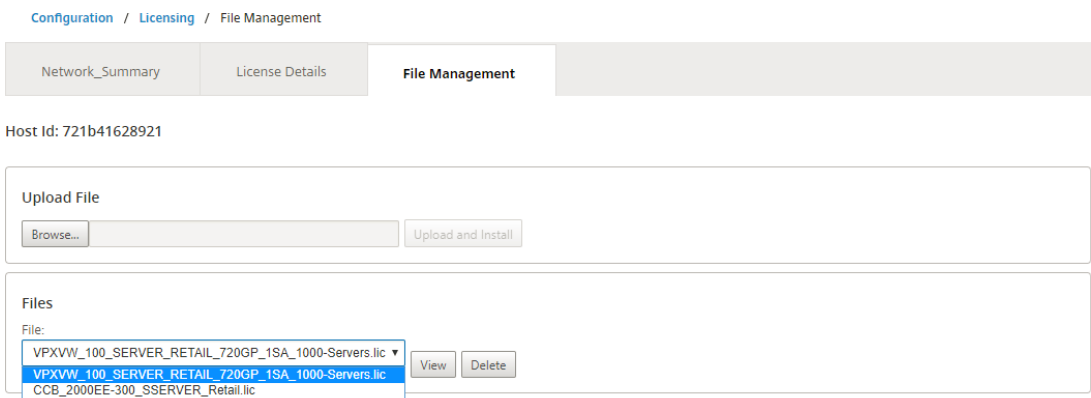 Configuration / Licensing / File Management
Network_Summary License Details File Management
Host Id: 721b41628921
Upload File
Browse... Upload and Install
Files
File:
VPXVW_100_SERVER_RETAIL_720GP_1SA_1000-Servers.lic View Delete
VPXVW_100_SERVER_RETAIL_720GP_1SA_1000-Servers.lic
CCB_2000EE-300_SSERVER_Retail.lic